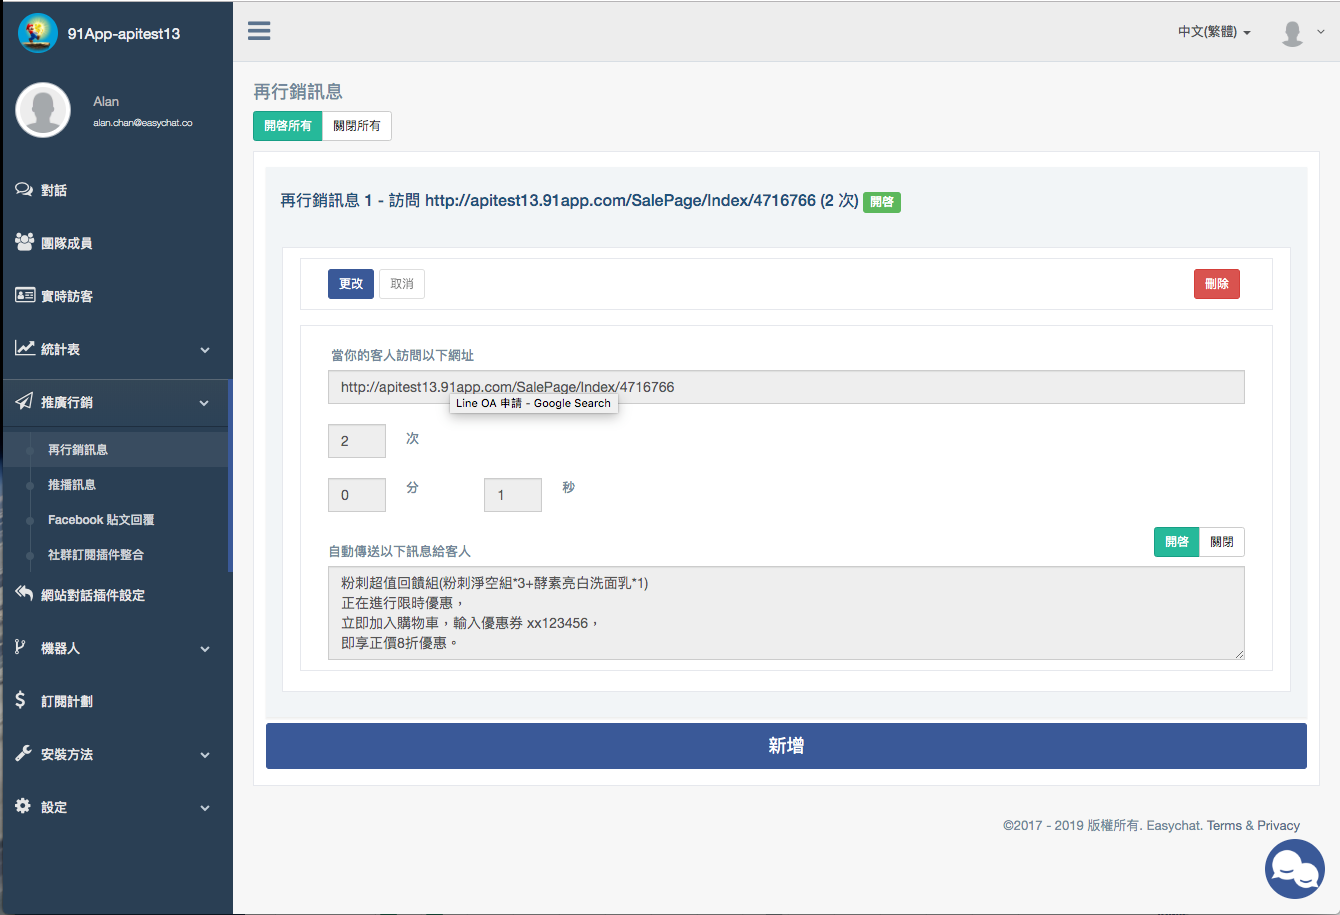 91App-apitest13
中文(繁體)
Alan
alan.chan@easychat.co
對話
團隊成員
實時訪客
統計表
推廣行銷
再行銷訊息
推播訊息
Facebook 貼文回覆
社群訂閱插件整合
網站對話插件設定
機器人
訂閱計劃
安裝方法
設定
再行銷訊息
開啓所有 關閉所有
再行銷訊息 1 - 訪問 http://apitest13.91app.com/SalePage/Index/4716766 (2 次) 開啓
更改 取消 刪除
當你的客人訪問以下網址
http://apitest13.91app.com/SalePage/Index/4716766
Line OA 申請 - Google Search
2 次
0 分 1 秒
自動傳送以下訊息給客人 開啓 關閉
粉刺超值回饋組(粉刺淨空組*3+酵素亮白洗面乳*1)
正在進行限時優惠，
立即加入購物車，輸入優惠券 xx123456，
即享正價8折優惠。
新增
©2017 - 2019 版權所有. Easychat. Terms & Privacy